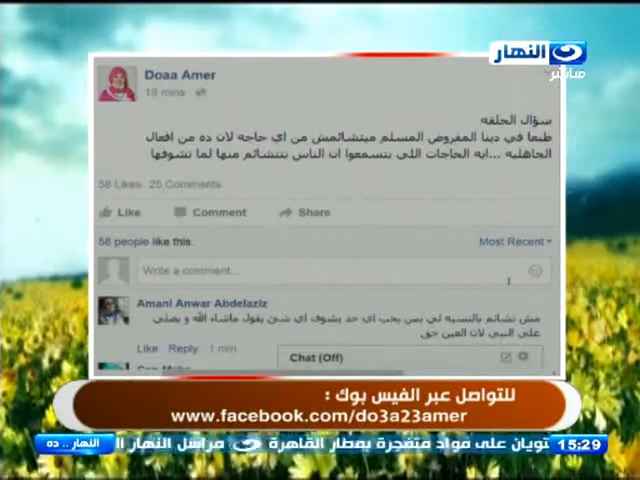 النهار
مباشر
Doaa Amer
18 mins
سؤال الحلقه
طبعا في دينا المفروض المسلم ميتشائمش من اي حاجه لان ده من افعال
الجاهليه ...ايه الحاجات اللي بتسمعوا ان الناس بتتشائم منها لما تشوفها
58 Likes 25 Comments
Like Comment Share
58 people like this.
Most Recent
Write a comment...
Amani Anwar Abdelaziz
مش تشائم بالنسبه لي بس يحب اي حد يشوف اي شئ يقول ماشاء الله و يصلي
على النبي لان العين حق
Like Reply 1 min
Chat (Off)
للتواصل عبر الفيس بوك :
www.facebook.com/do3a23amer
النهار .. ده
تتويان على مواد متفجرة بمطار القاهرة مراسل النهار ال
15:29